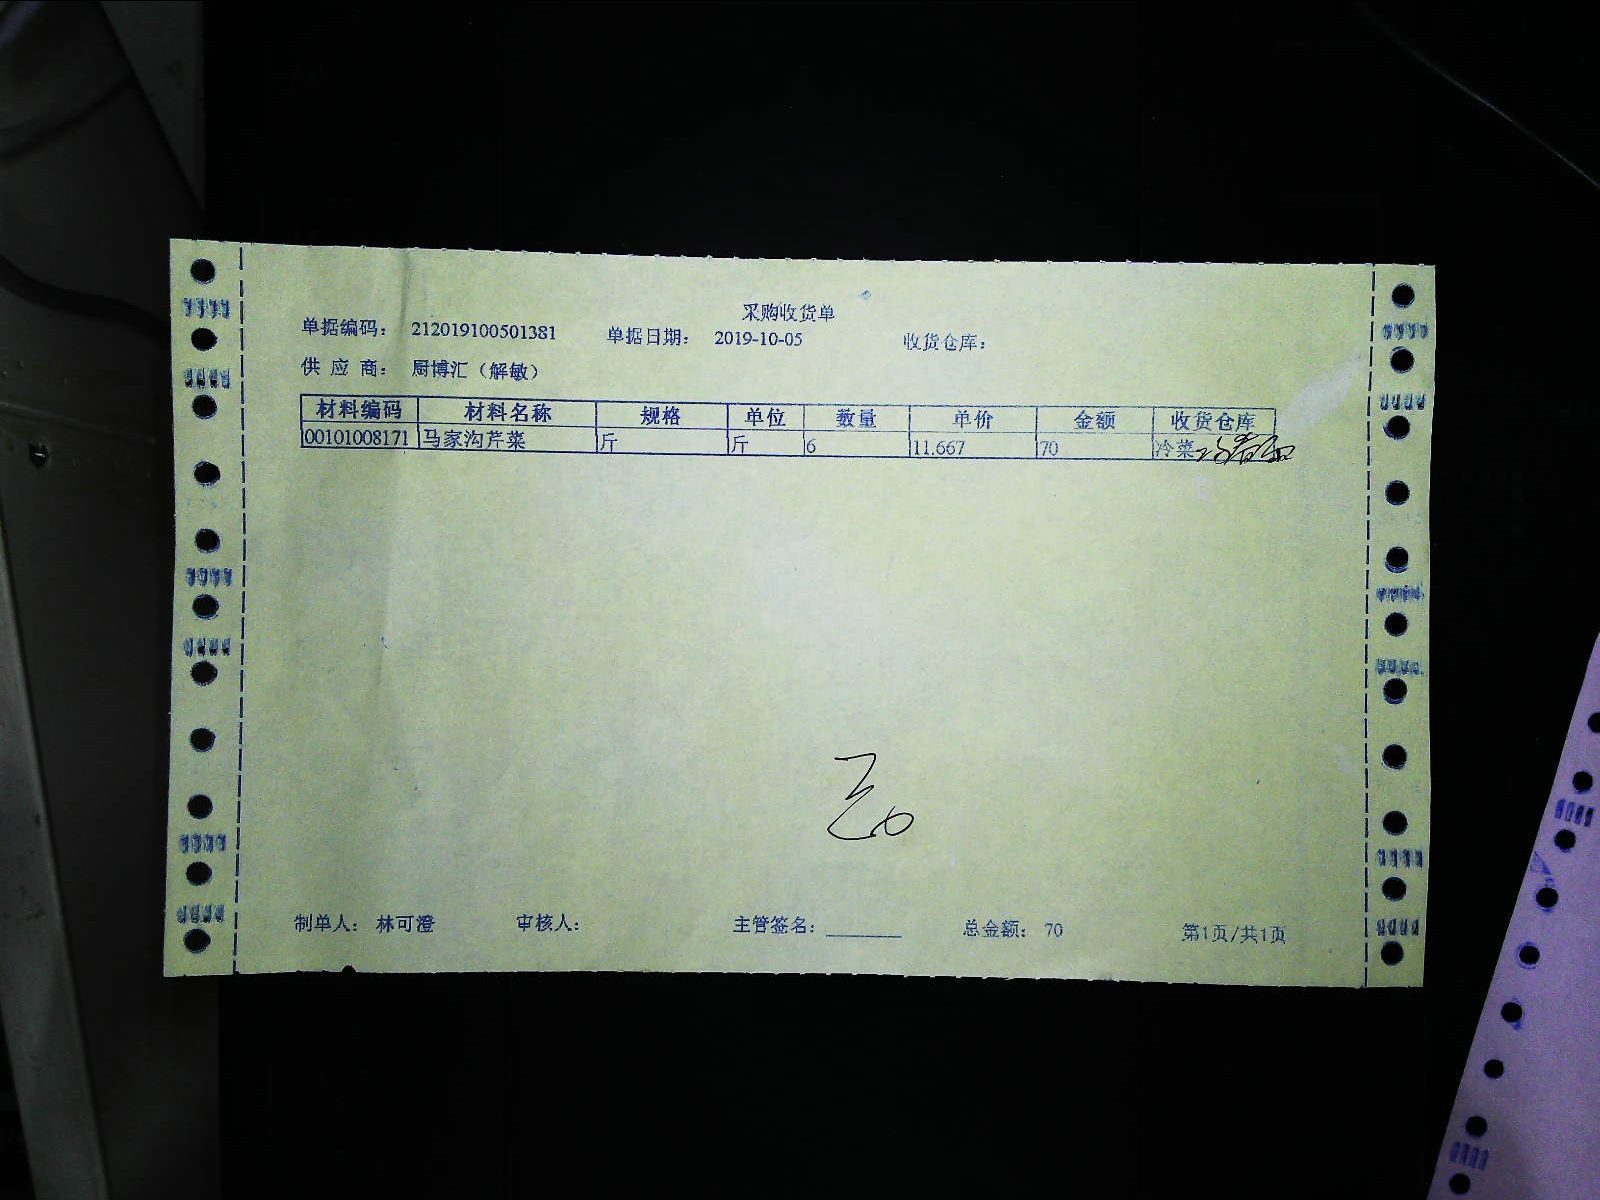 采购收货单
单据编码： 212019100501381 单据日期： 2019-10-05 收货仓库：
供 应 商： 厨博汇（解敏）
材料编码 材料名称 规格 单位 数量 单价 金额 收货仓库
00101008171 马家沟芹菜 斤 斤 6 11.667 70 冷菜
制单人： 林可澄 审核人： 主管签名： 总金额： 70 第1页/共1页